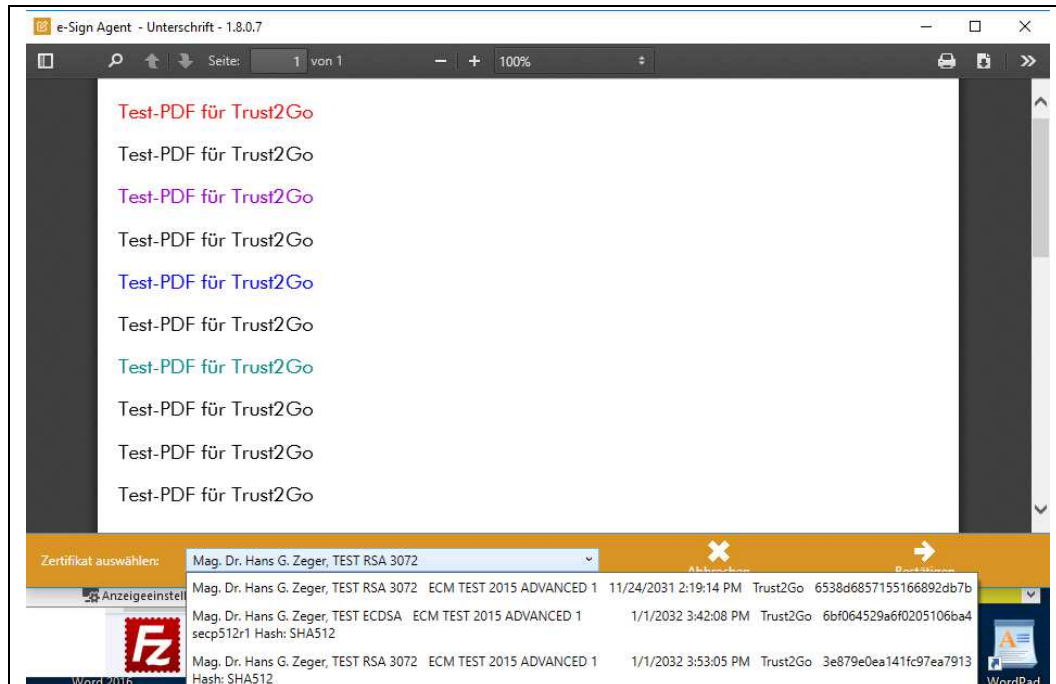 e-Sign Agent - Unterschrift - 1.8.0.7
Seite: 1 von 1 100%
Test-PDF für Trust2Go
Test-PDF für Trust2Go
Test-PDF für Trust2Go
Test-PDF für Trust2Go
Test-PDF für Trust2Go
Test-PDF für Trust2Go
Test-PDF für Trust2Go
Test-PDF für Trust2Go
Test-PDF für Trust2Go
Test-PDF für Trust2Go
Zertifikat auswählen: Mag. Dr. Hans G. Zeger, TEST RSA 3072 Abbrechen Bestätigen
Anzeigeeinstel
Mag. Dr. Hans G. Zeger, TEST RSA 3072 ECM TEST 2015 ADVANCED 1 11/24/2031 2:19:14 PM Trust2Go 6538d6857155166892db7b
Mag. Dr. Hans G. Zeger, TEST ECDSA ECM TEST 2015 ADVANCED 1 1/1/2032 3:42:08 PM Trust2Go 6bf064529a6f0205106ba4
secp512r1 Hash: SHA512
Mag. Dr. Hans G. Zeger, TEST RSA 3072 ECM TEST 2015 ADVANCED 1 1/1/2032 3:53:05 PM Trust2Go 3e879e0ea141fc97ea7913
Hash: SHA512
Word 2016 WordPad